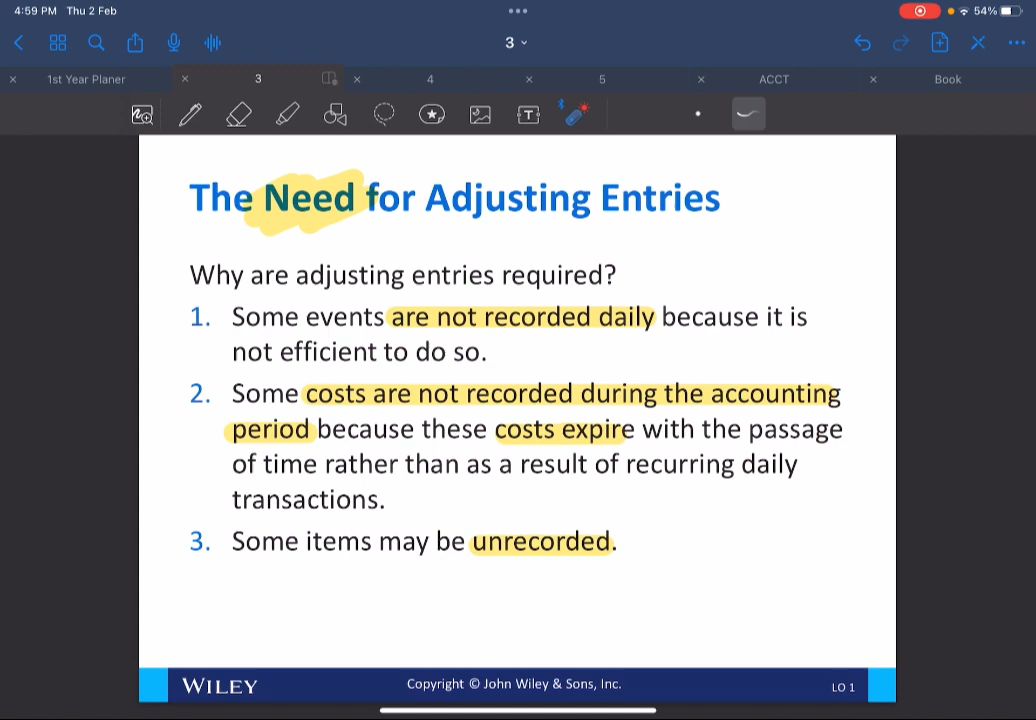 4:59 PM Thu 2 Feb
54%
3
1st Year Planer
3
4
5
ACCT
Book
T
The Need for Adjusting Entries
Why are adjusting entries required?
1. Some events are not recorded daily because it is
not efficient to do so.
2. Some costs are not recorded during the accounting
period because these costs expire with the passage
of time rather than as a result of recurring daily
transactions.
3. Some items may be unrecorded.
WILEY
Copyright © John Wiley & Sons, Inc.
LO 1